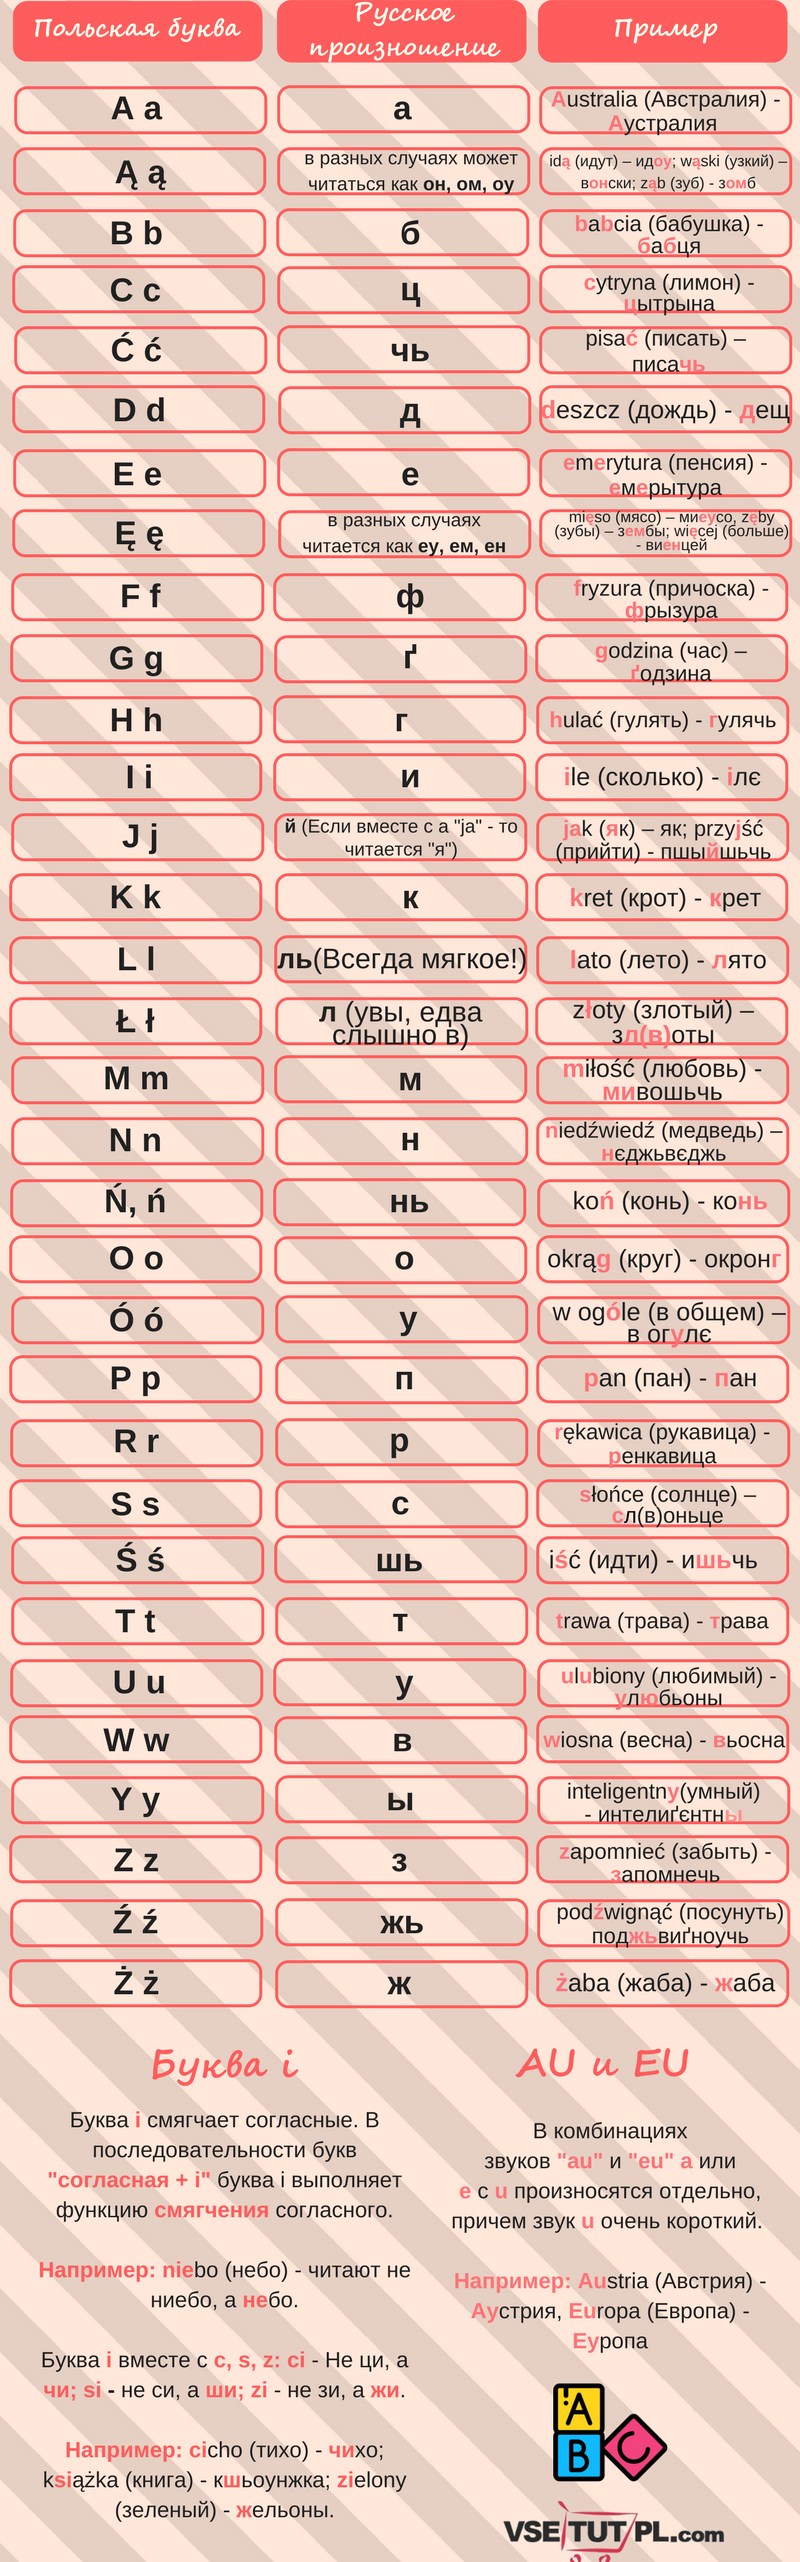 Польская буква
Русское
произношение
Пример
A a
а
Australia (Австралия) -
Аустралия
Ą ą
в разных случаях может
читаться как он, ом, оу
idą (идут) – идоу; wąski (узкий) –
вонски; ząb (зуб) - зомб
B b
б
babcia (бабушка) -
бабця
C c
ц
cytryna (лимон) -
цытрына
Ć ć
чь
pisać (писать) –
писачь
D d
д
deszcz (дождь) - дещ
E e
е
emerytura (пенсия) -
емерытура
Ę ę
в разных случаях
читается как еу, ем, ен
mięso (мясо) – миеусо, zęby
(зубы) – зембы; więcej (больше)
- виенцей
F f
ф
fryzura (причоска) -
фрызура
G g
ґ
godzina (час) –
ґодзина
H h
г
hulać (гулять) - гулячь
I i
и
ile (сколько) - ілє
J j
й (Если вместе с а "ja" - то
читается "я")
jak (як) – як; przyjść
(прийти) - пшыйшьчь
K k
к
kret (крот) - крет
L l
ль(Всегда мягкое!)
lato (лето) - лято
Ł ł
л (увы, едва
слышно в)
złoty (злотый) –
зл(в)оты
M m
м
miłość (любовь) -
мивошьчь
N n
н
niedźwiedź (медведь) –
нєджьвєджь
Ń, ń
нь
koń (конь) - конь
O o
о
okrąg (круг) - окронг
Ó ó
у
w ogóle (в общем) –
в огулє
P p
п
pan (пан) - пан
R r
р
rękawica (рукавица) -
ренкавица
S s
с
słońce (солнце) –
сл(в)оньце
Ś ś
шь
iść (идти) - ишьчь
T t
т
trawa (трава) - трава
U u
у
ulubiony (любимый) -
улюбьоны
W w
в
wiosna (весна) - вьосна
Y y
ы
inteligentny(умный)
- интелиґєнтны
Z z
з
zapomnieć (забыть) -
запомнечь
Ź ź
жь
podźwignąć (посунуть)
поджьвиґноучь
Ż ż
ж
żaba (жаба) - жаба
Буква i
Буква i смягчает согласные. В
последовательности букв
"согласная + i" буква i выполняет
функцию смягчения согласного.
Например: niebo (небо) - читают не
ниебо, а небо.
Буква i вместе с c, s, z: ci - Не ци, а
чи; si - не си, а ши; zi - не зи, а жи.
Например: cicho (тихо) - чихо;
książka (книга) - кшьоунжка; zielony
(зеленый) - жельоны.
AU и EU
В комбинациях
звуков "au" и "eu" а или
е с u произносятся отдельно,
причем звук u очень короткий.
Например: Austria (Австрия) -
Аустрия, Europa (Европа) -
Еуропа
A
B C
VSE TUT PL.com